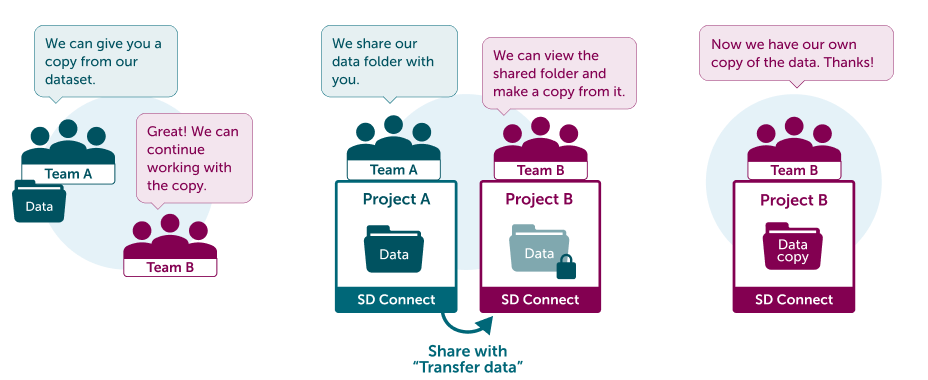 We can give you a
copy from our
dataset.
Great! We can
continue
working with
the copy.
Team A
Data
Team B
We share our
data folder with
you.
We can view the
shared folder and
make a copy from it.
Team A
Project A
Data
SD Connect
Team B
Project B
Data
SD Connect
Share with
“Transfer data”
Now we have our own
copy of the data. Thanks!
Team B
Project B
Data
copy
SD Connect